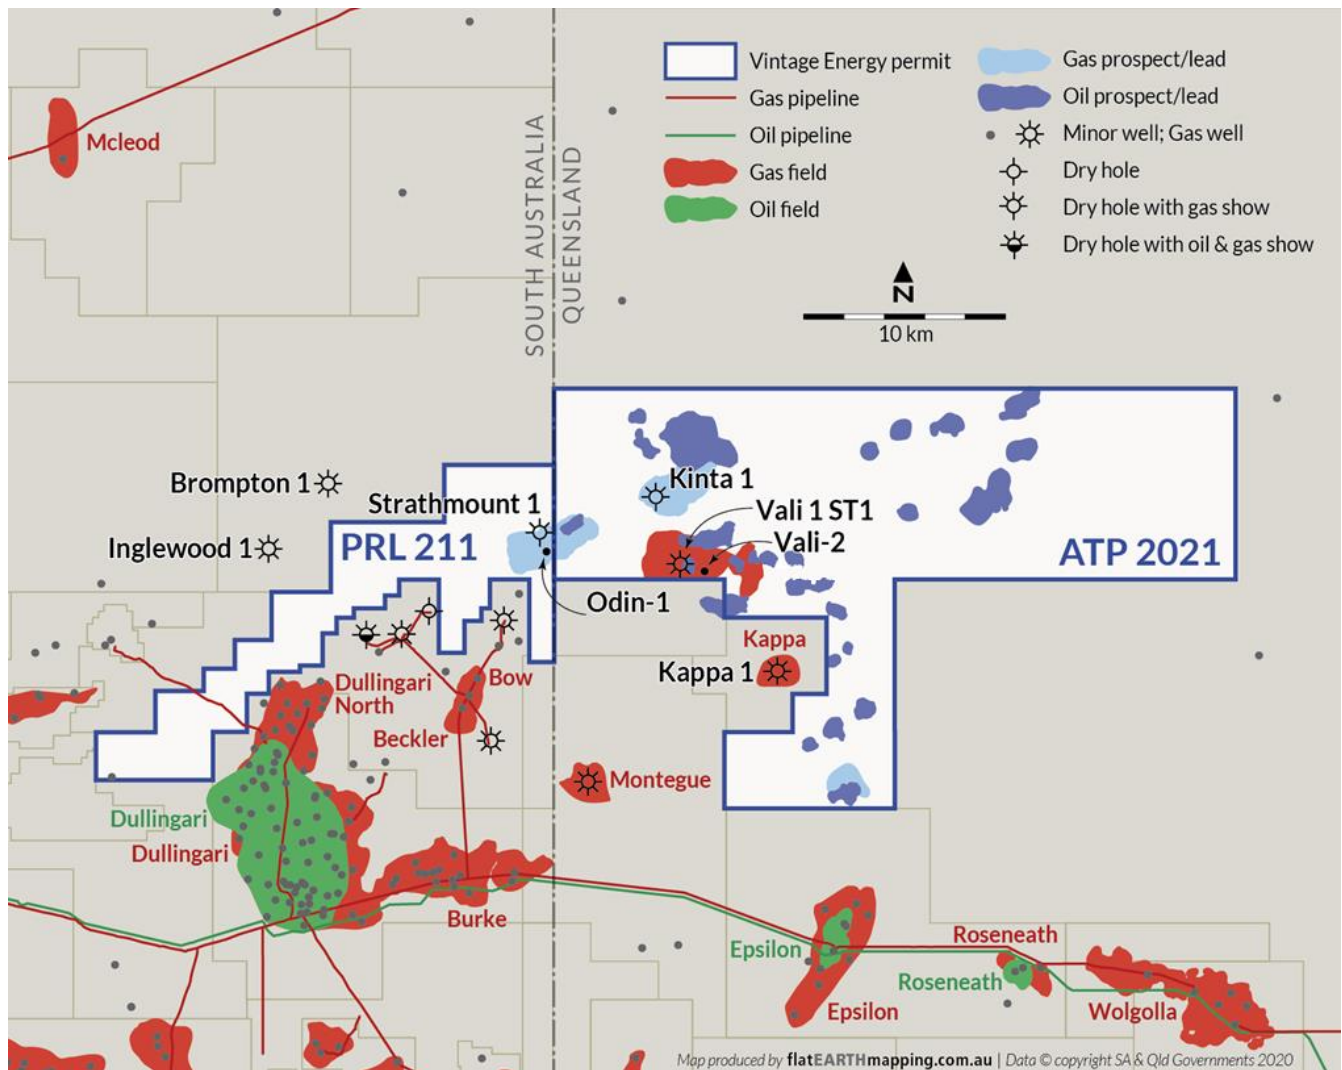 Vintage Energy permit
Gas pipeline
Oil pipeline
Gas field
Oil field
Gas prospect/lead
Oil prospect/lead
Minor well; Gas well
Dry hole
Dry hole with gas show
Dry hole with oil & gas show
N
10 km
SOUTH AUSTRALIA
QUEENSLAND
Mcleod
Brompton 1
Strathmount 1
Inglewood 1
PRL 211
Kinta 1
Vali 1 ST1
Vali-2
ATP 2021
Odin-1
Kappa
Kappa 1
Dullingari
North
Bow
Beckler
Montegue
Dullingari
Dullingari
Burke
Epsilon
Epsilon
Roseneath
Roseneath
Wolgolla
Map produced by flatEARTHmapping.com.au | Data © copyright SA & Qld Governments 2020